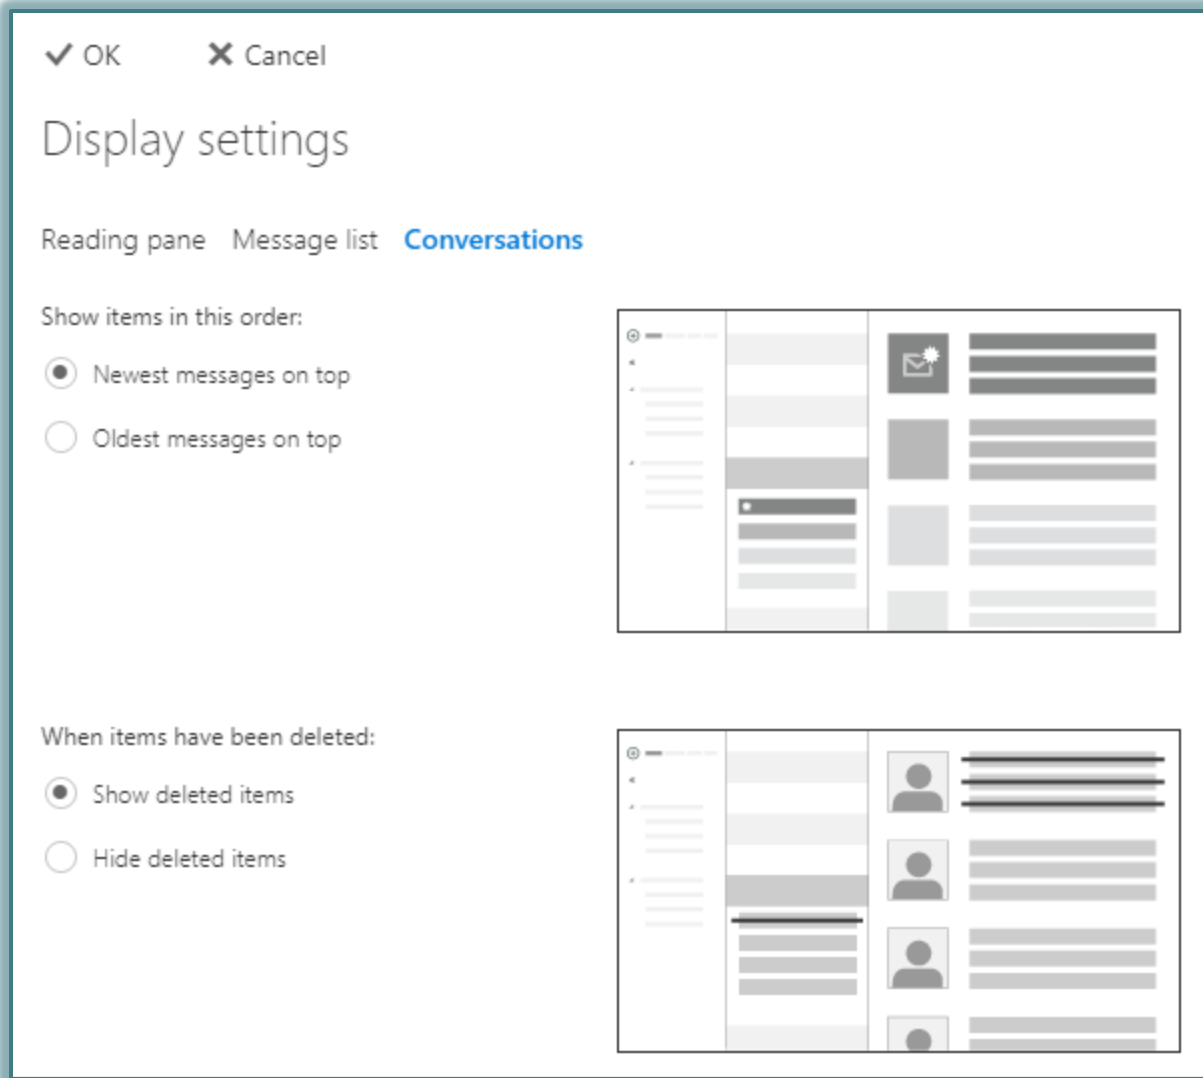 OK Cancel
Display settings
Reading pane Message list Conversations
Show items in this order:
Newest messages on top
Oldest messages on top
When items have been deleted:
Show deleted items
Hide deleted items